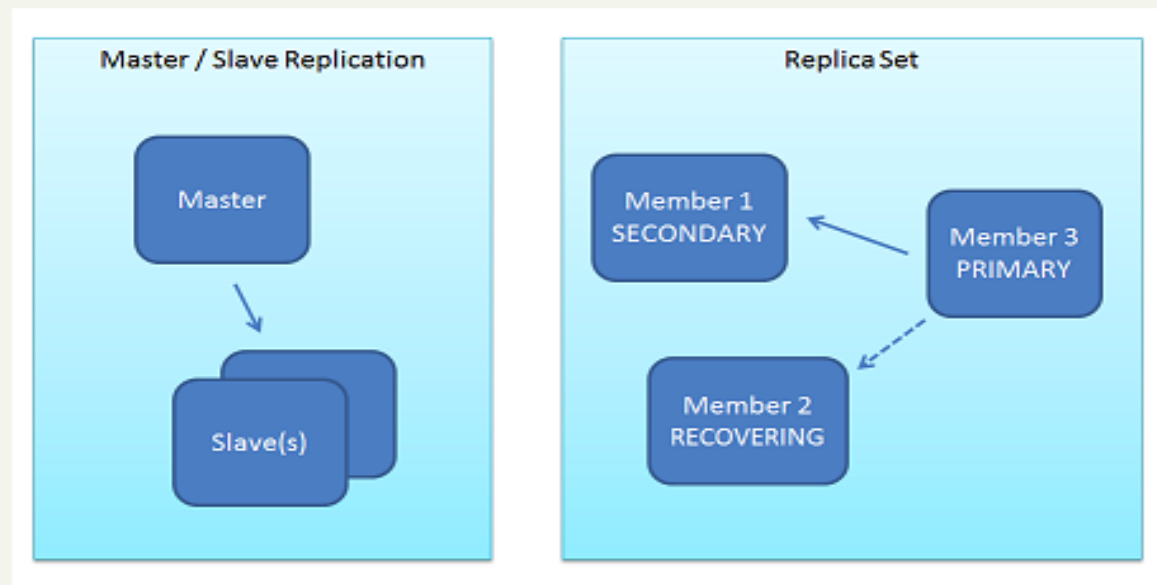 Master / Slave Replication
Master
Slave(s)
Replica Set
Member 1
SECONDARY
Member 3
PRIMARY
Member 2
RECOVERING